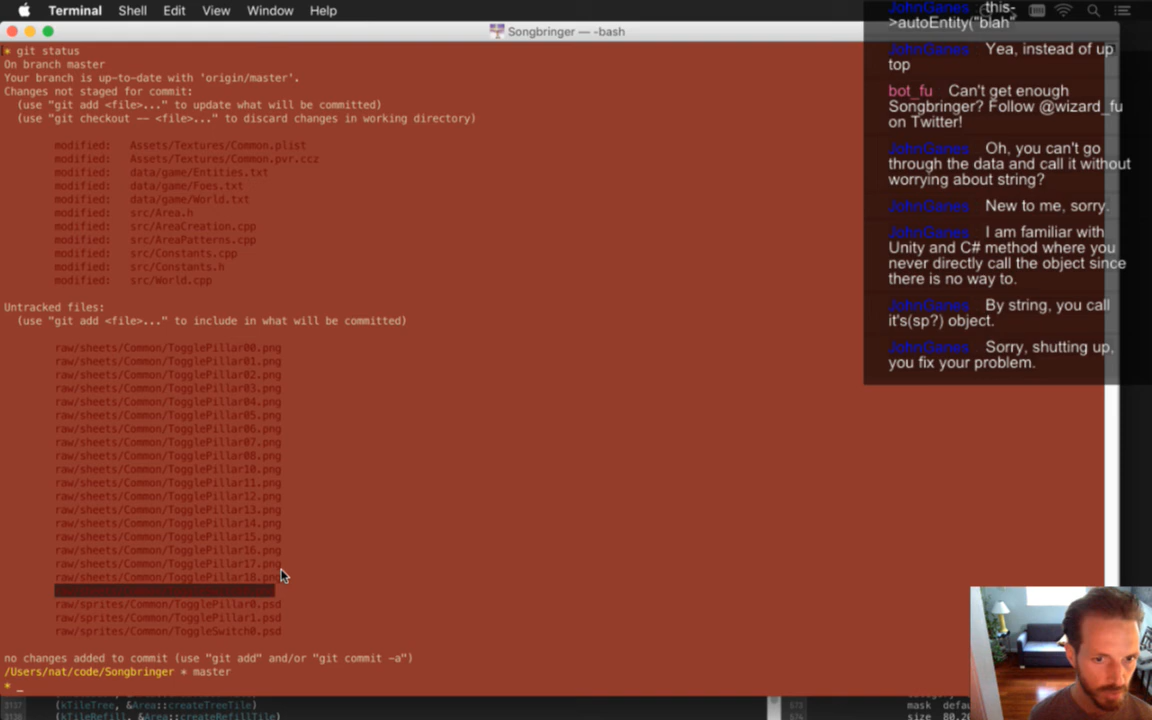 Terminal Shell Edit View Window Help
Songbringer — -bash
* git status
On branch master
Your branch is up-to-date with 'origin/master'.
Changes not staged for commit:
(use "git add <file>..." to update what will be committed)
(use "git checkout -- <file>..." to discard changes in working directory)
modified: Assets/Textures/Common.plist
modified: Assets/Textures/Common.pvr.ccz
modified: data/game/Entities.txt
modified: data/game/Foes.txt
modified: data/game/World.txt
modified: src/Area.h
modified: src/AreaCreation.cpp
modified: src/AreaPatterns.cpp
modified: src/Constants.cpp
modified: src/Constants.h
modified: src/World.cpp
Untracked files:
(use "git add <file>..." to include in what will be committed)
raw/sheets/Common/TogglePillar00.png
raw/sheets/Common/TogglePillar01.png
raw/sheets/Common/TogglePillar02.png
raw/sheets/Common/TogglePillar03.png
raw/sheets/Common/TogglePillar04.png
raw/sheets/Common/TogglePillar05.png
raw/sheets/Common/TogglePillar06.png
raw/sheets/Common/TogglePillar07.png
raw/sheets/Common/TogglePillar08.png
raw/sheets/Common/TogglePillar10.png
raw/sheets/Common/TogglePillar11.png
raw/sheets/Common/TogglePillar12.png
raw/sheets/Common/TogglePillar13.png
raw/sheets/Common/TogglePillar14.png
raw/sheets/Common/TogglePillar15.png
raw/sheets/Common/TogglePillar16.png
raw/sheets/Common/TogglePillar17.png
raw/sheets/Common/TogglePillar18.png
raw/sprites/Common/TogglePillar0.psd
raw/sprites/Common/TogglePillar1.psd
raw/sprites/Common/ToggleSwitch0.psd
no changes added to commit (use "git add" and/or "git commit -a")
/Users/nat/code/Songbringer * master
* _
3137 (kTileTree, &Area::createTreeTile)
3138 (kTileRefill, &Area::createRefillTile)
573
574
mask defau
size 80,20
JohnGanes this-
>autoEntity("blah"
JohnGanes Yea, instead of up
top
bot_fu Can't get enough
Songbringer? Follow @wizard_fu
on Twitter!
JohnGanes Oh, you can't go
through the data and call it without
worrying about string?
JohnGanes New to me, sorry.
JohnGanes I am familiar with
Unity and C# method where you
never directly call the object since
there is no way to.
JohnGanes By string, you call
it's(sp?) object.
JohnGanes Sorry, shutting up,
you fix your problem.